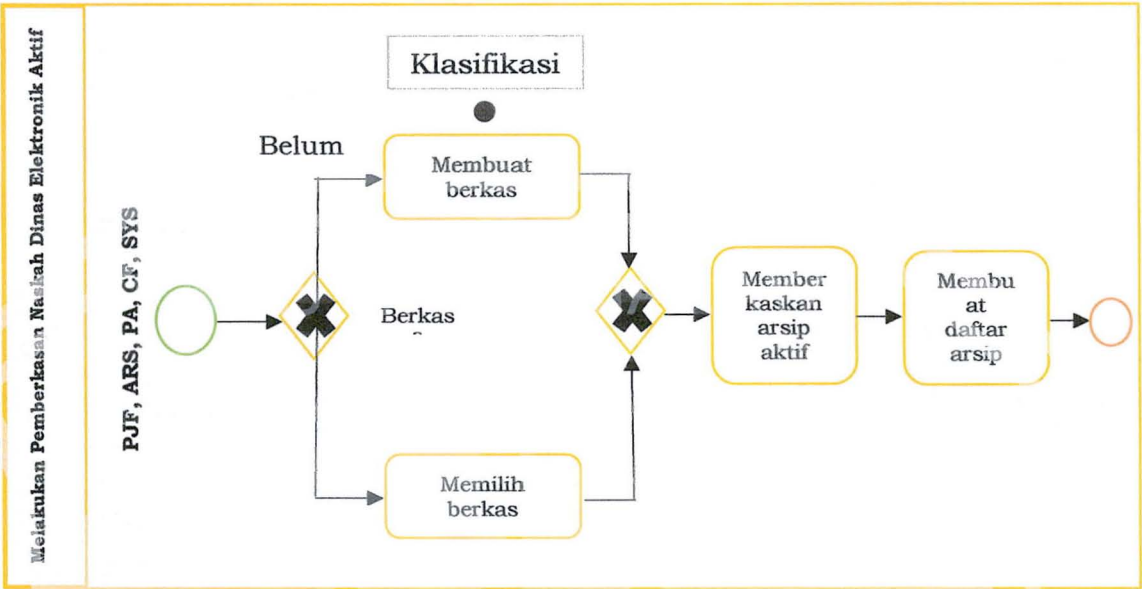 Melakukan Pemberkasan Naskah Dinas Elektronik Aktif
PJF, ARS, PA, CF, SYS
Klasifikasi
Belum
Membuat
berkas
Berkas
Memilih
berkas
Member
kaskan
arsip
aktif
Membu
at
daftar
arsip